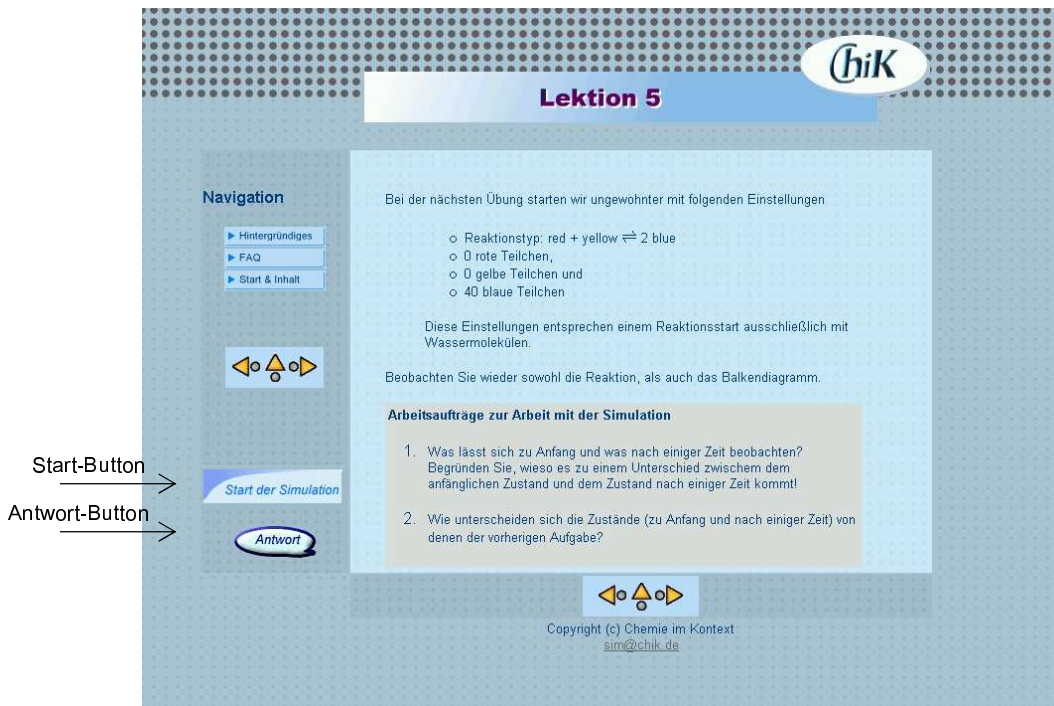 ChiK
Lektion 5
Navigation
Hintergründiges
FAQ
Start & Inhalt
Start-Button
Start der Simulation
Antwort-Button
Antwort
Bei der nächsten Übung starten wir ungewohnter mit folgenden Einstellungen
Reaktionstyp: red + yellow ⇌ 2 blue
0 rote Teilchen,
0 gelbe Teilchen und
40 blaue Teilchen
Diese Einstellungen entsprechen einem Reaktionsstart ausschließlich mit
Wassermolekülen.
Beobachten Sie wieder sowohl die Reaktion, als auch das Balkendiagramm.
Arbeitsaufträge zur Arbeit mit der Simulation
1. Was lässt sich zu Anfang und was nach einiger Zeit beobachten?
Begründen Sie, wieso es zu einem Unterschied zwischem dem
anfänglichen Zustand und dem Zustand nach einiger Zeit kommt!
2. Wie unterscheiden sich die Zustände (zu Anfang und nach einiger Zeit) von
denen der vorherigen Aufgabe?
Copyright (c) Chemie im Kontext
sim@chik.de